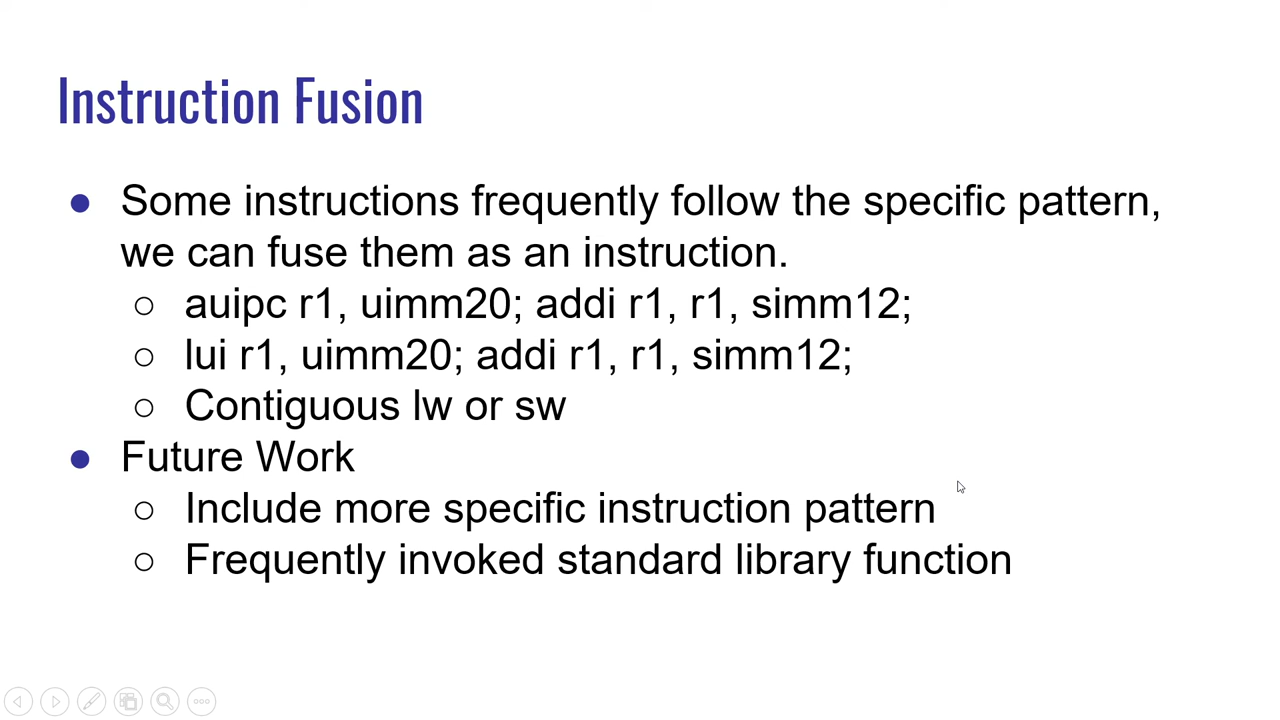 Instruction Fusion
● Some instructions frequently follow the specific pattern,
we can fuse them as an instruction.
○ auipc r1, uimm20; addi r1, r1, simm12;
○ lui r1, uimm20; addi r1, r1, simm12;
○ Contiguous lw or sw
● Future Work
○ Include more specific instruction pattern
○ Frequently invoked standard library function